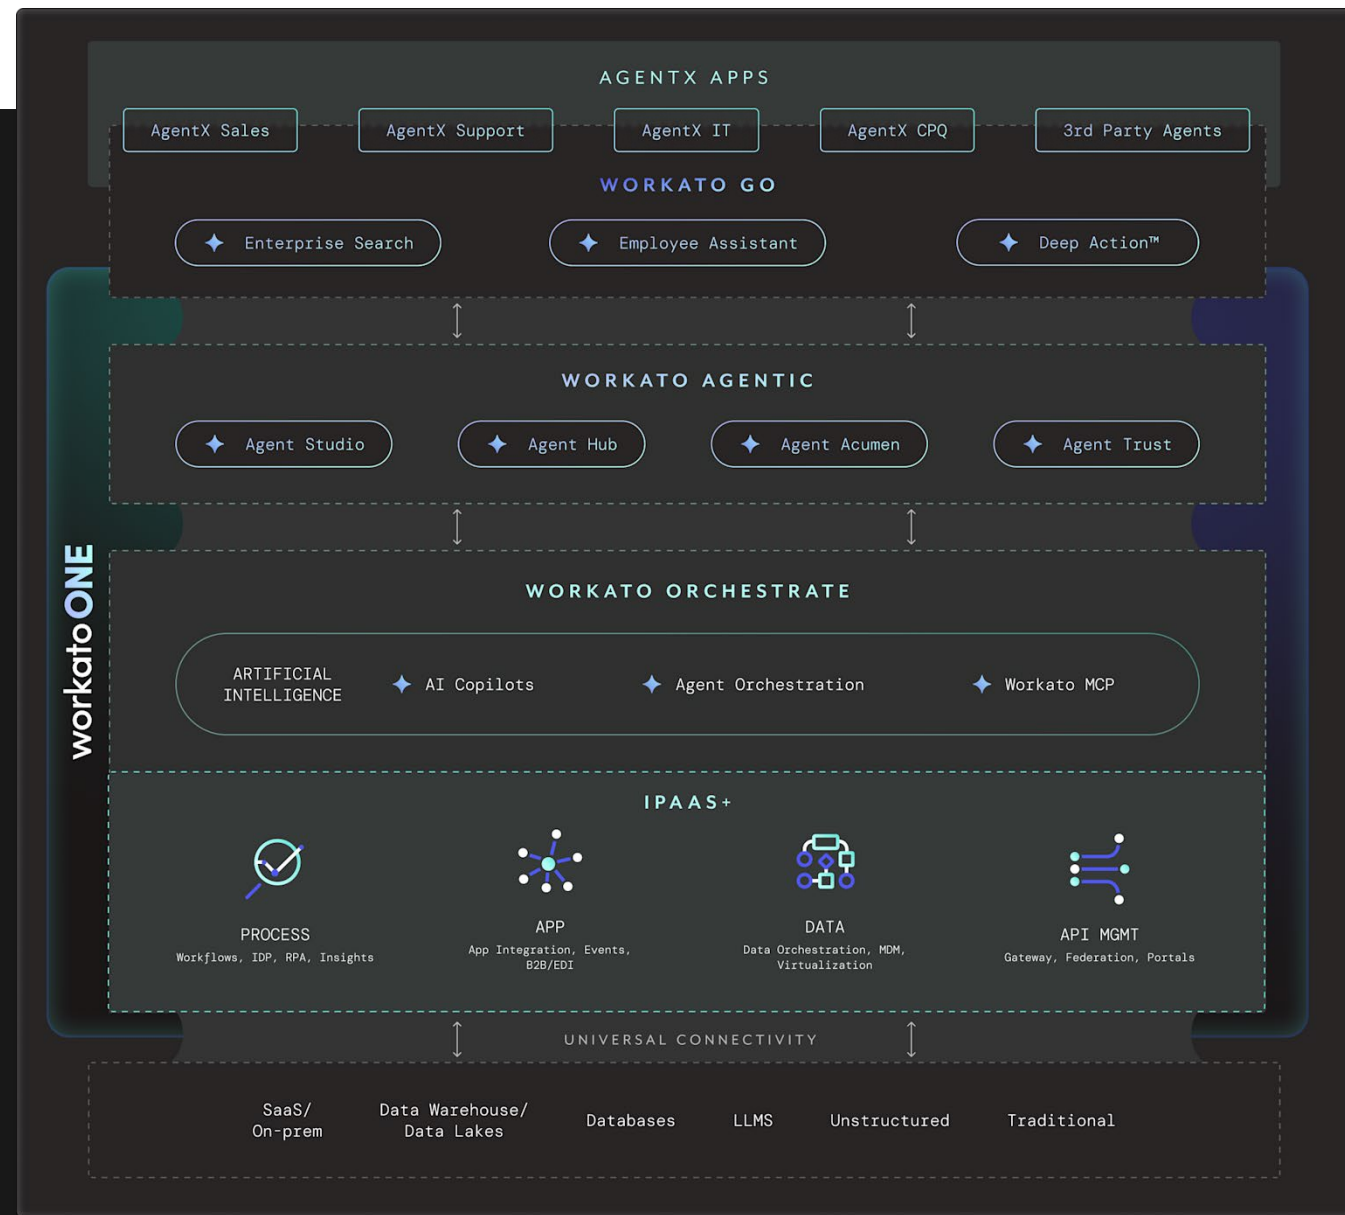 AGENTX APPS
AgentX Sales
AgentX Support
AgentX IT
AgentX CPQ
3rd Party Agents
WORKATO GO
Enterprise Search
Employee Assistant
Deep Action™
WORKATO AGENTIC
Agent Studio
Agent Hub
Agent Acumen
Agent Trust
workatoONE
WORKATO ORCHESTRATE
ARTIFICIAL
INTELLIGENCE
AI Copilots
Agent Orchestration
Workato MCP
IPAAS+
PROCESS
Workflows, IDP, RPA, Insights
APP
App Integration, Events,
B2B/EDI
DATA
Data Orchestration, MDM,
Virtualization
API MGMT
Gateway, Federation, Portals
UNIVERSAL CONNECTIVITY
SaaS/
On-prem
Data Warehouse/
Data Lakes
Databases
LLMS
Unstructured
Traditional